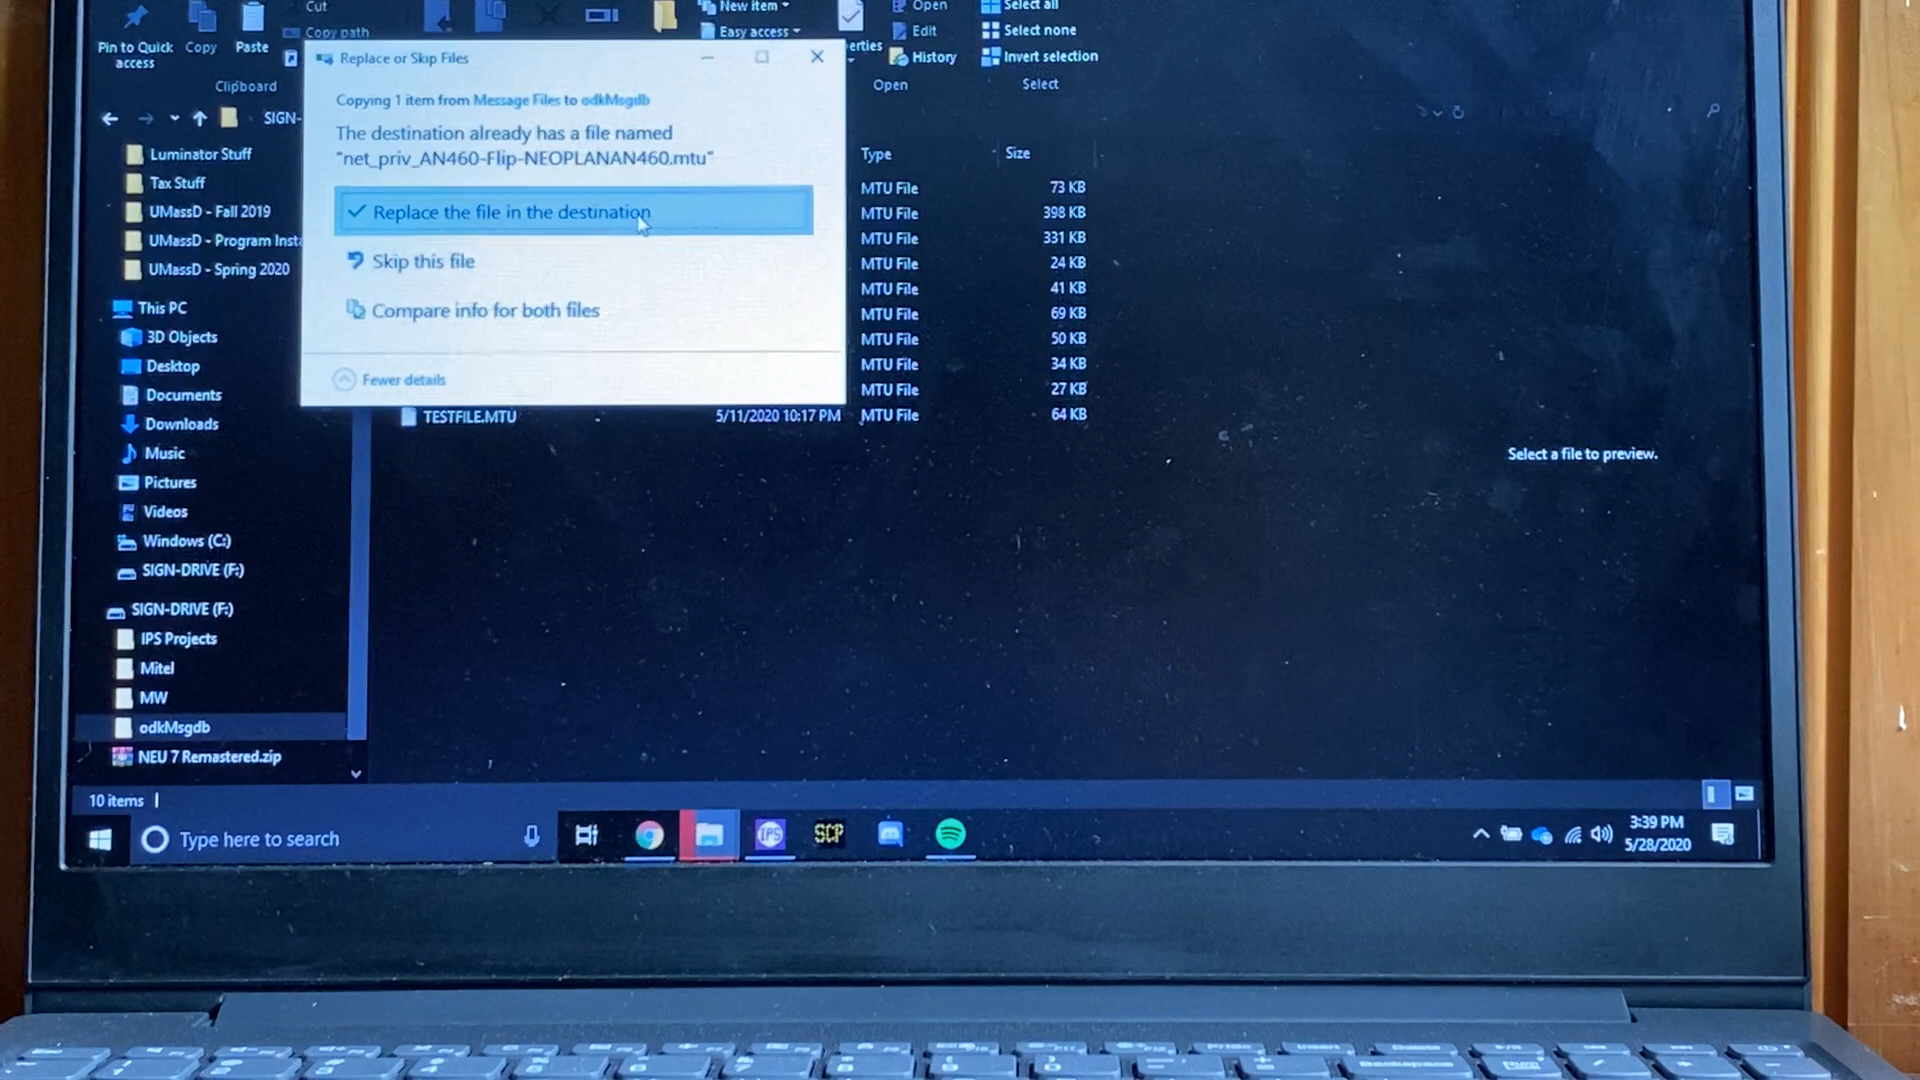 Cut
New item
Open
Select all
Copy path
Easy access
Edit
Select none
Pin to Quick access
Copy
Paste
erties
History
Invert selection
Clipboard
Open
Select
Replace or Skip Files
Copying 1 item from Message Files to odkMsgdb
The destination already has a file named
"net_priv_AN460-Flip-NEOPLANAN460.mtu"
Replace the file in the destination
Skip this file
Compare info for both files
Fewer details
SIGN-
Luminator Stuff
Tax Stuff
UMassD - Fall 2019
UMassD - Program Insta
UMassD - Spring 2020
This PC
3D Objects
Desktop
Documents
Downloads
Music
Pictures
Videos
Windows (C:)
SIGN-DRIVE (F:)
SIGN-DRIVE (F:)
IPS Projects
Mitel
MW
odkMsgdb
NEU 7 Remastered.zip
Type Size
MTU File 73 KB
MTU File 398 KB
MTU File 331 KB
MTU File 24 KB
MTU File 41 KB
MTU File 69 KB
MTU File 50 KB
MTU File 34 KB
MTU File 27 KB
TESTFILE.MTU 5/11/2020 10:17 PM MTU File 64 KB
Select a file to preview.
10 items
Type here to search
IPS
SCP
3:39 PM
5/28/2020